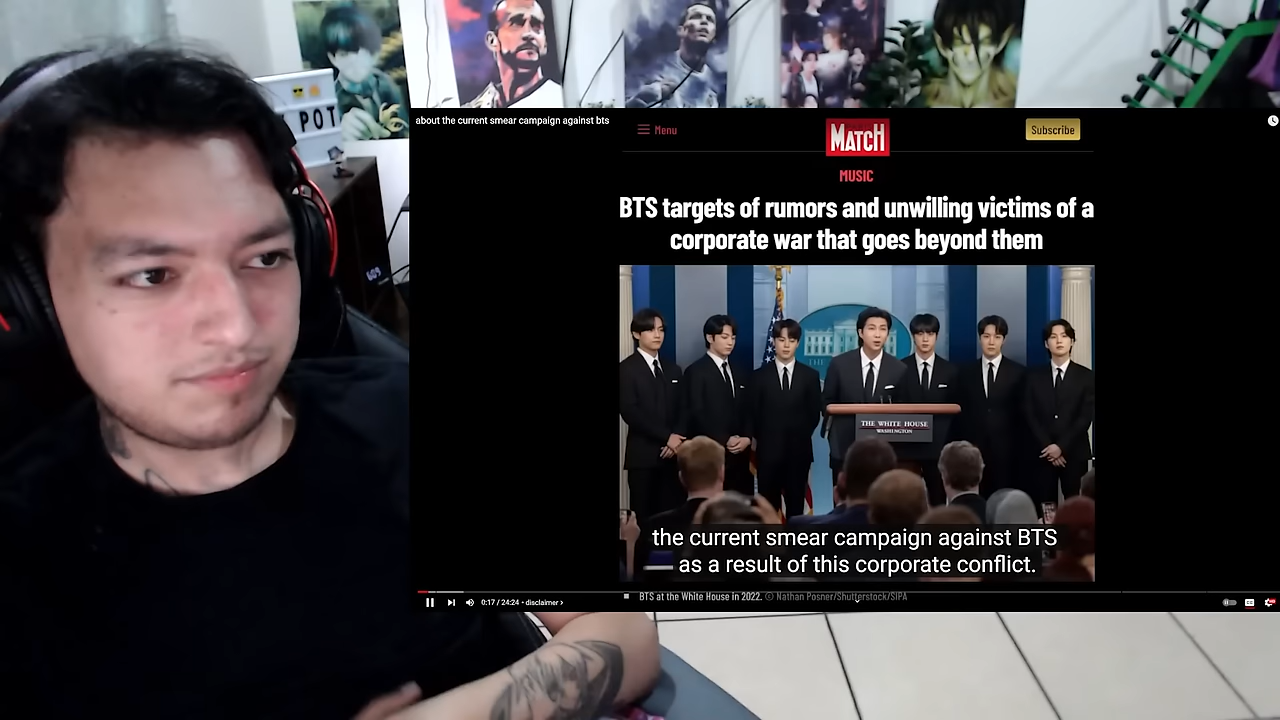 POT
about the current smear campaign against bts
Menu
MATCH
Subscribe
MUSIC
BTS targets of rumors and unwilling victims of a
corporate war that goes beyond them
THE WHITE HOUSE
WASHINGTON
the current smear campaign against BTS
as a result of this corporate conflict.
BTS at the White House in 2022. © Nathan Posner/Shutterstock/SIPA
0:17 / 24:24 • disclaimer ›